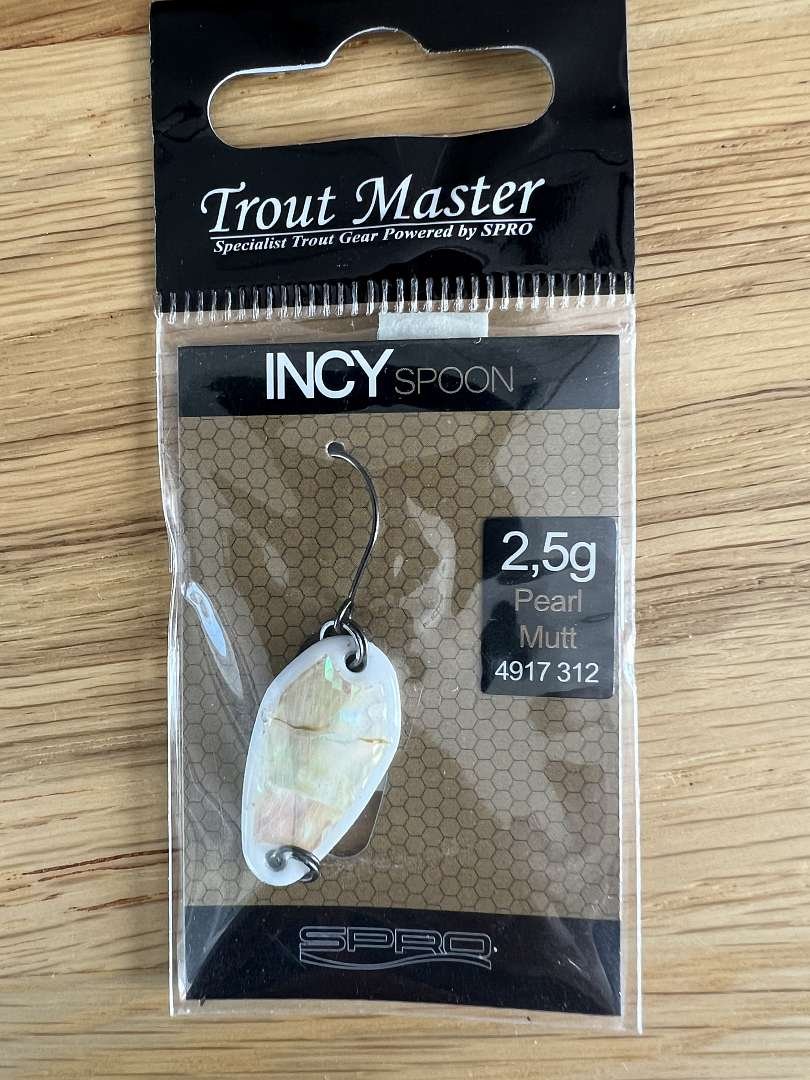 Trout Master
Specialist Trout Gear Powered by SPRO
INCY SPOON
2,5g
Pearl
Mutt
4917 312
SPRO